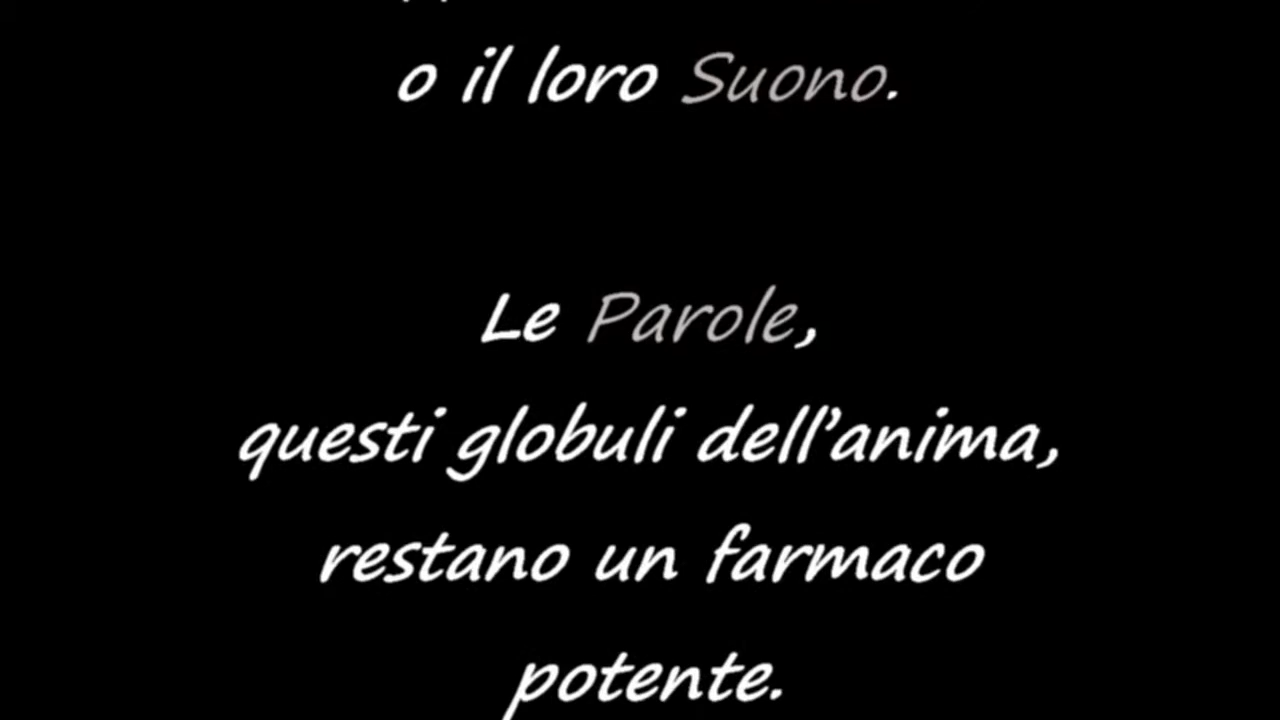 o il loro Suono.
Le Parole,
questi globuli dell’anima,
restano un farmaco
potente.